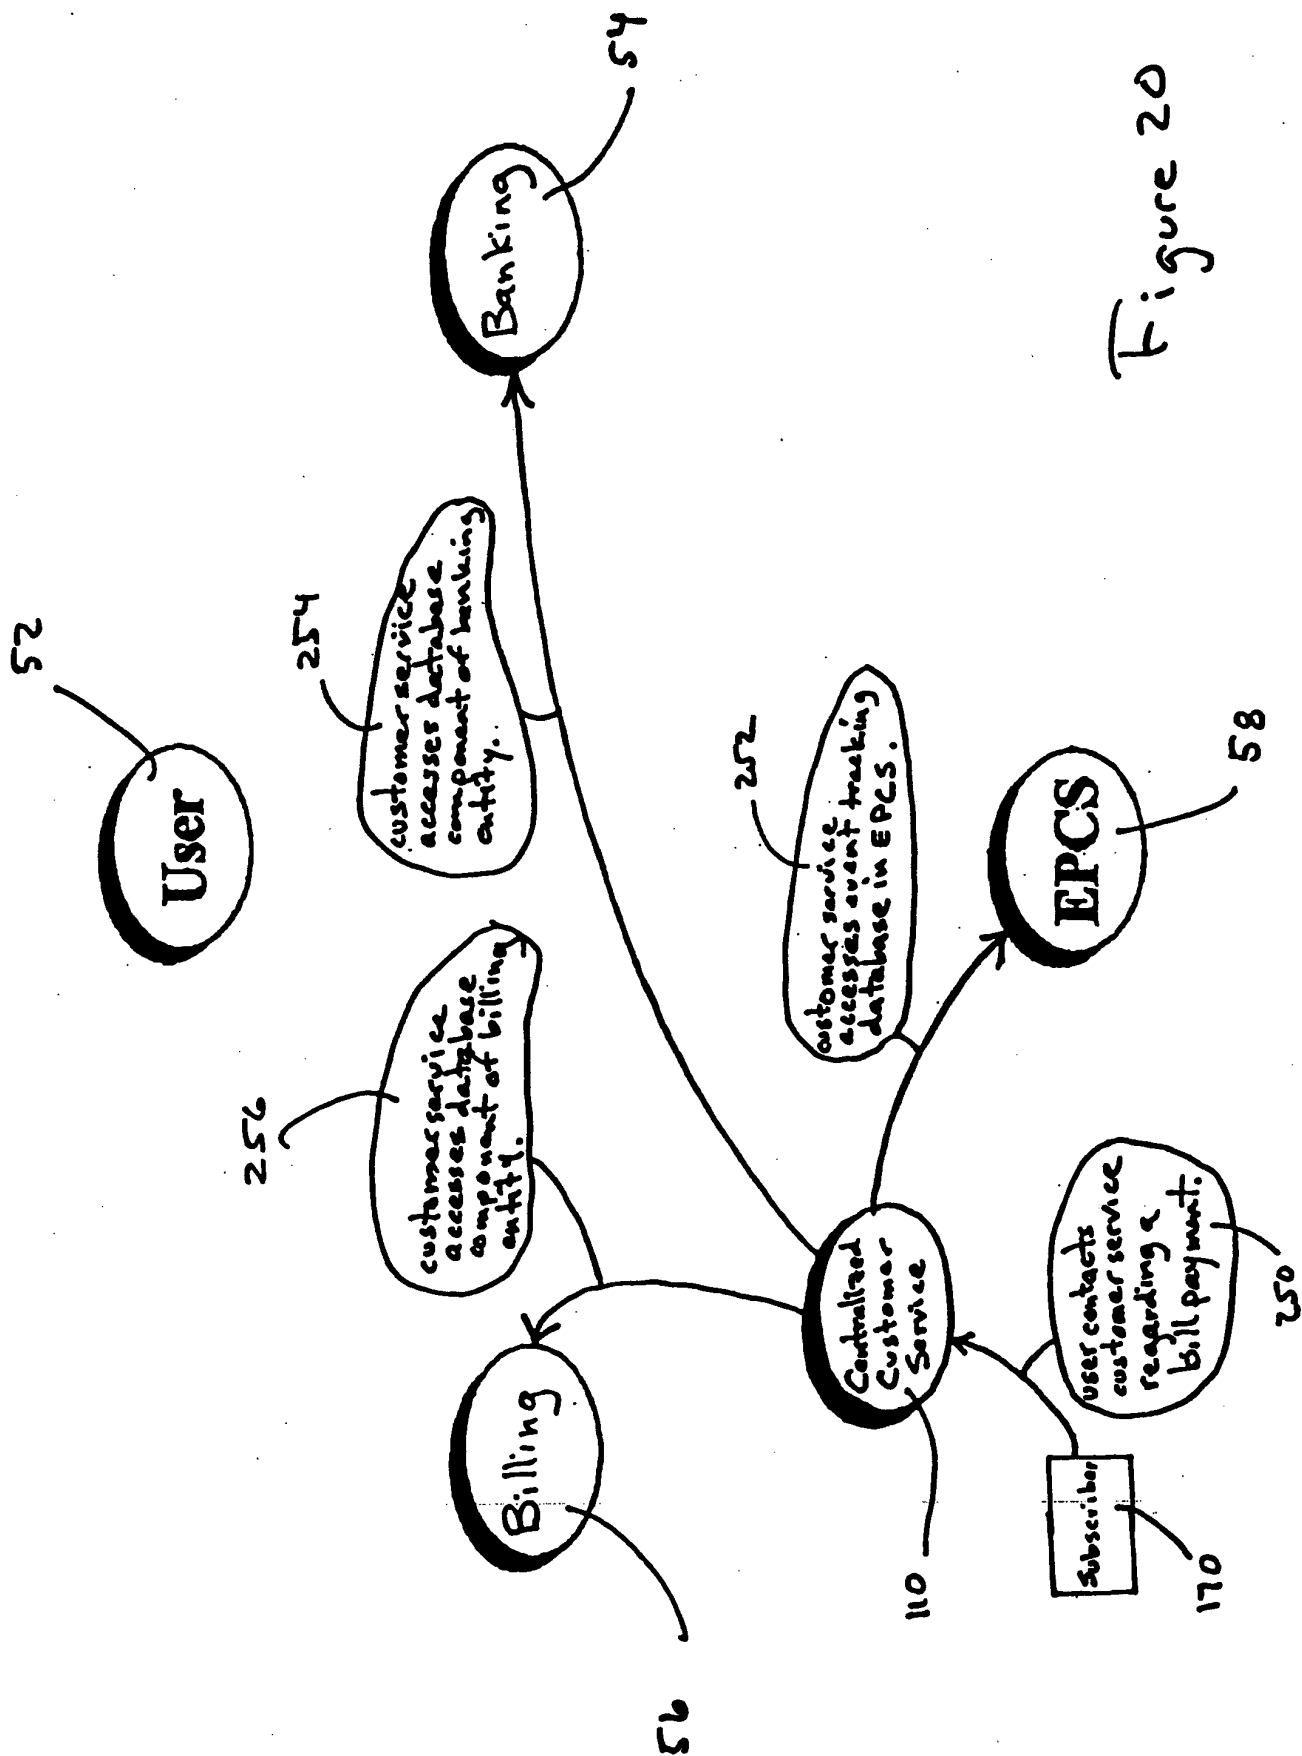 52
User
254
customer service
accesses database
component of banking
entity.
Banking
54
256
customer service
accesses database
component of billing
entity.
Billing
56
252
customer service
accesses event tracking
database in EPCS.
Centralized
Customer
Service
110
EPCS
58
user contacts
customer service
regarding a
bill payment.
250
Subscriber
170
Figure 20